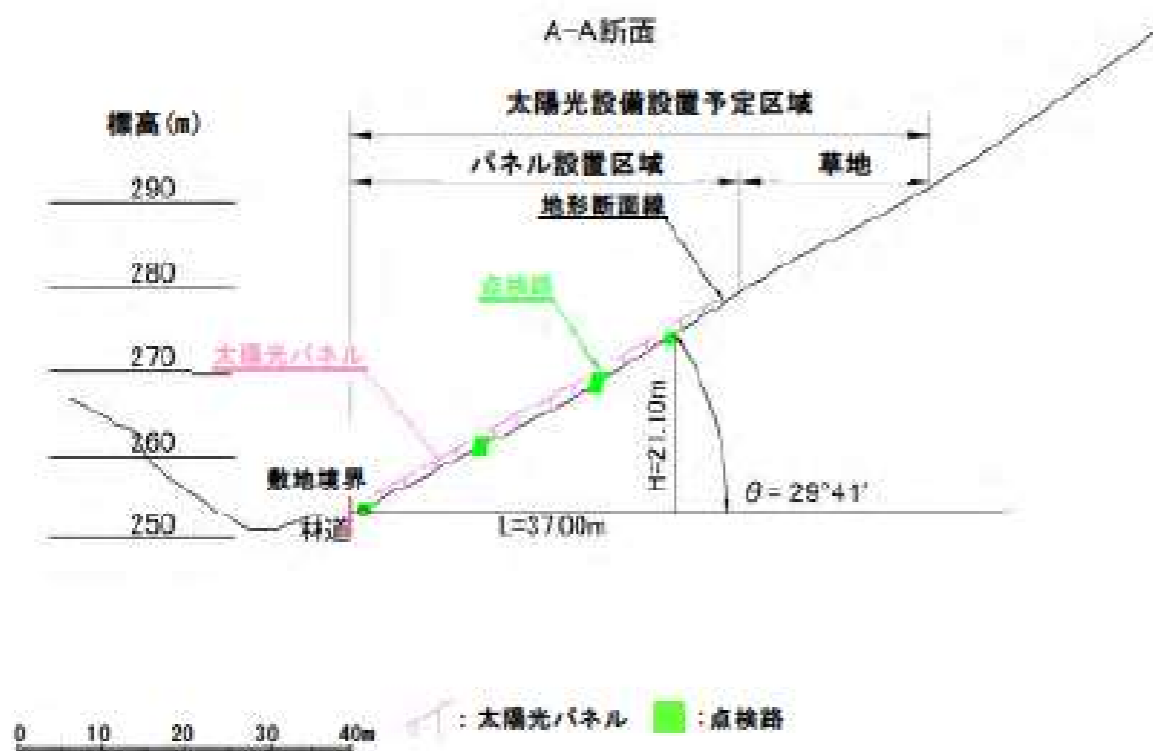 A-A断面
太陽光設備設置予定区域
標高(m)
パネル設置区域
草地
290
地形断面線
280
点検路
270
太陽光パネル
260
敷地境界
H=21.10m
θ=29°41'
250
林道
L=37.00m
0 10 20 30 40m
:太陽光パネル
:点検路